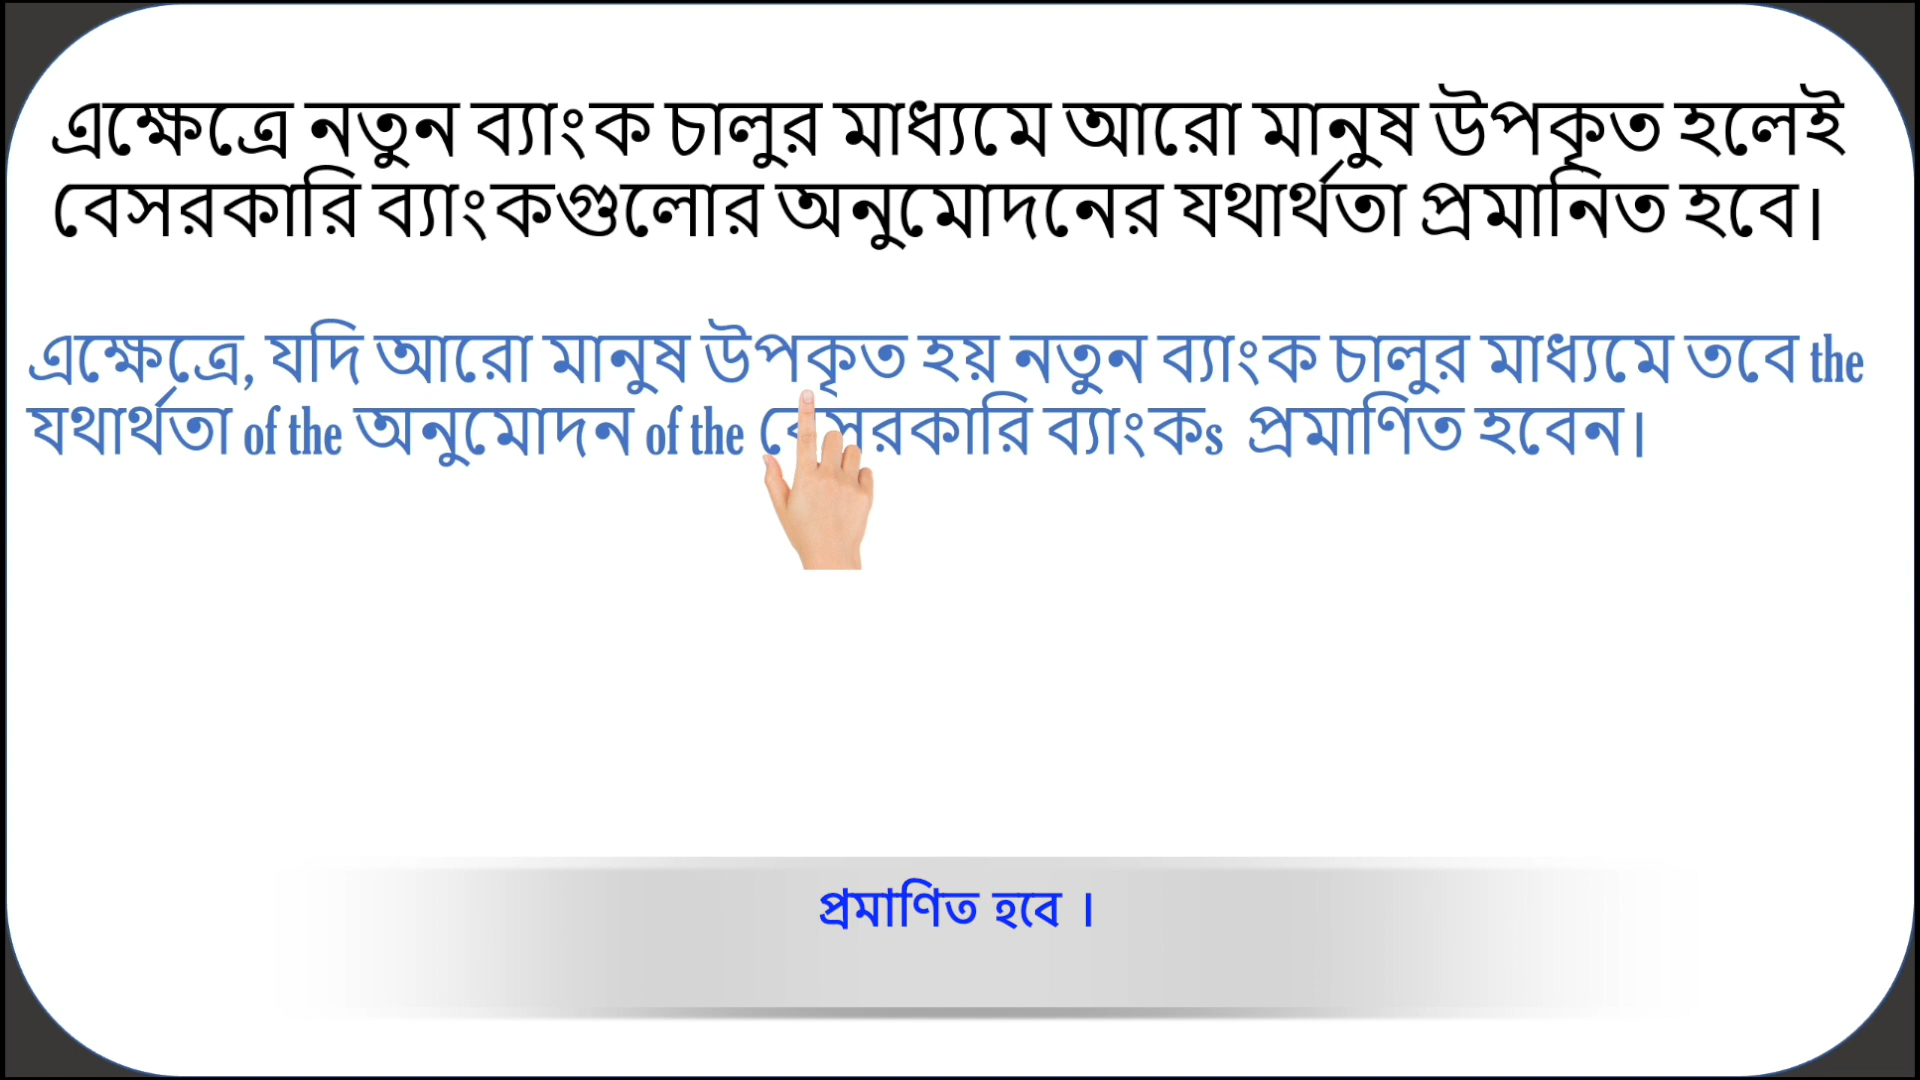 এক্ষেত্রে নতুন ব্যাংক চালুর মাধ্যমে আরো মানুষ উপকৃত হলেই
বেসরকারি ব্যাংকগুলোর অনুমোদনের যথার্থতা প্রমানিত হবে।
এক্ষেত্রে, যদি আরো মানুষ উপকৃত হয় নতুন ব্যাংক চালুর মাধ্যমে তবে the
যথার্থতা of the অনুমোদন of the বেসরকারি ব্যাংকs প্রমাণিত হবেন।
প্রমাণিত হবে ।